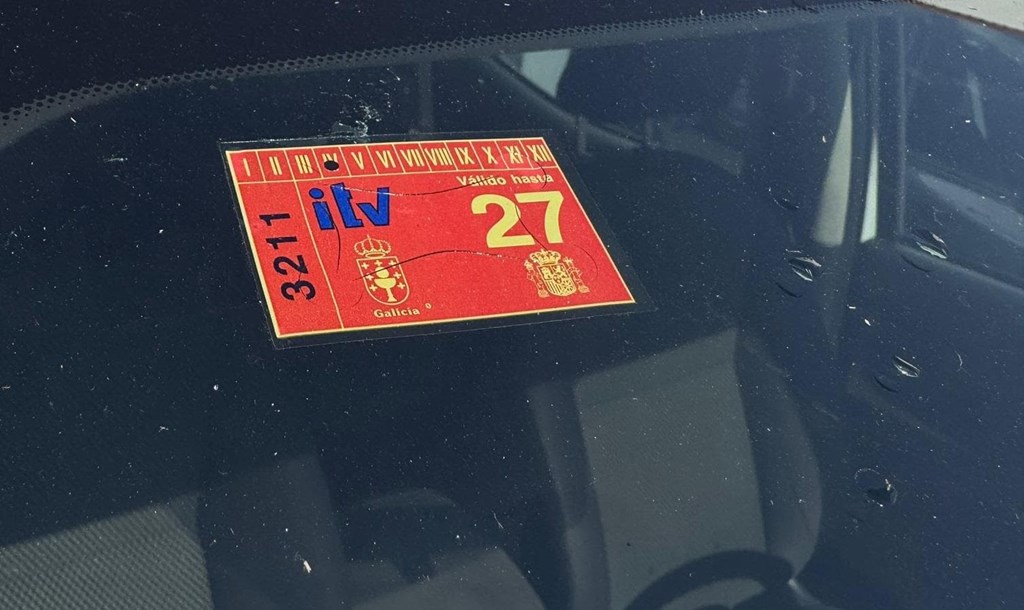 I II III IV V VI VII VIII IX X XI XII
Válido hasta
itv
27
3211
Galicia